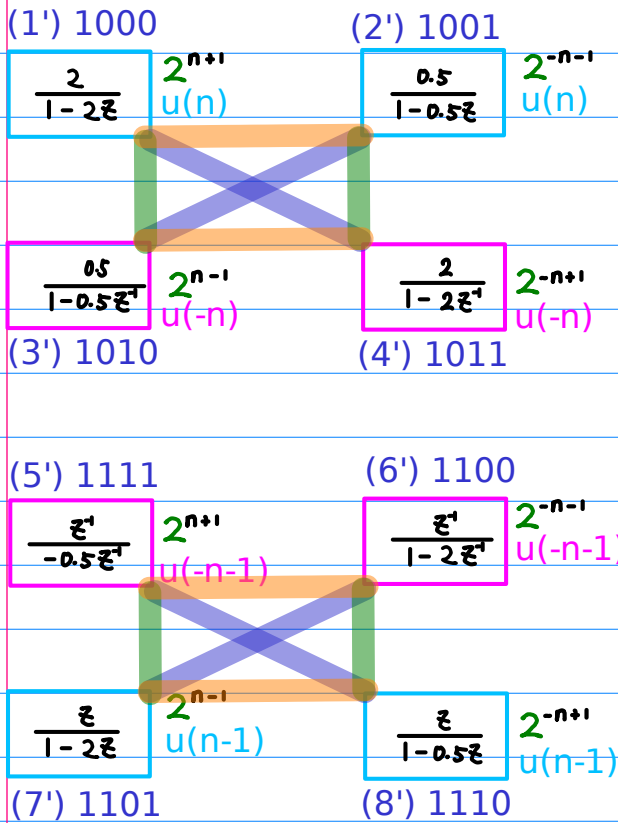 (1') 1000 (2') 1001
2 / 1 - 2z 2^{n+1} u(n) 0.5 / 1 - 0.5z 2^{-n-1} u(n)
0.5 / 1 - 0.5z^{-1} 2^{n-1} u(-n) 2 / 1 - 2z^{-1} 2^{-n+1} u(-n)
(3') 1010 (4') 1011
(5') 1111 (6') 1100
z^{-1} / -0.5z^{-1} 2^{n+1} u(-n-1) z^{-1} / 1 - 2z^{-1} 2^{-n-1} u(-n-1)
z / 1 - 2z 2^{n-1} u(n-1) z / 1 - 0.5z 2^{-n+1} u(n-1)
(7') 1101 (8') 1110